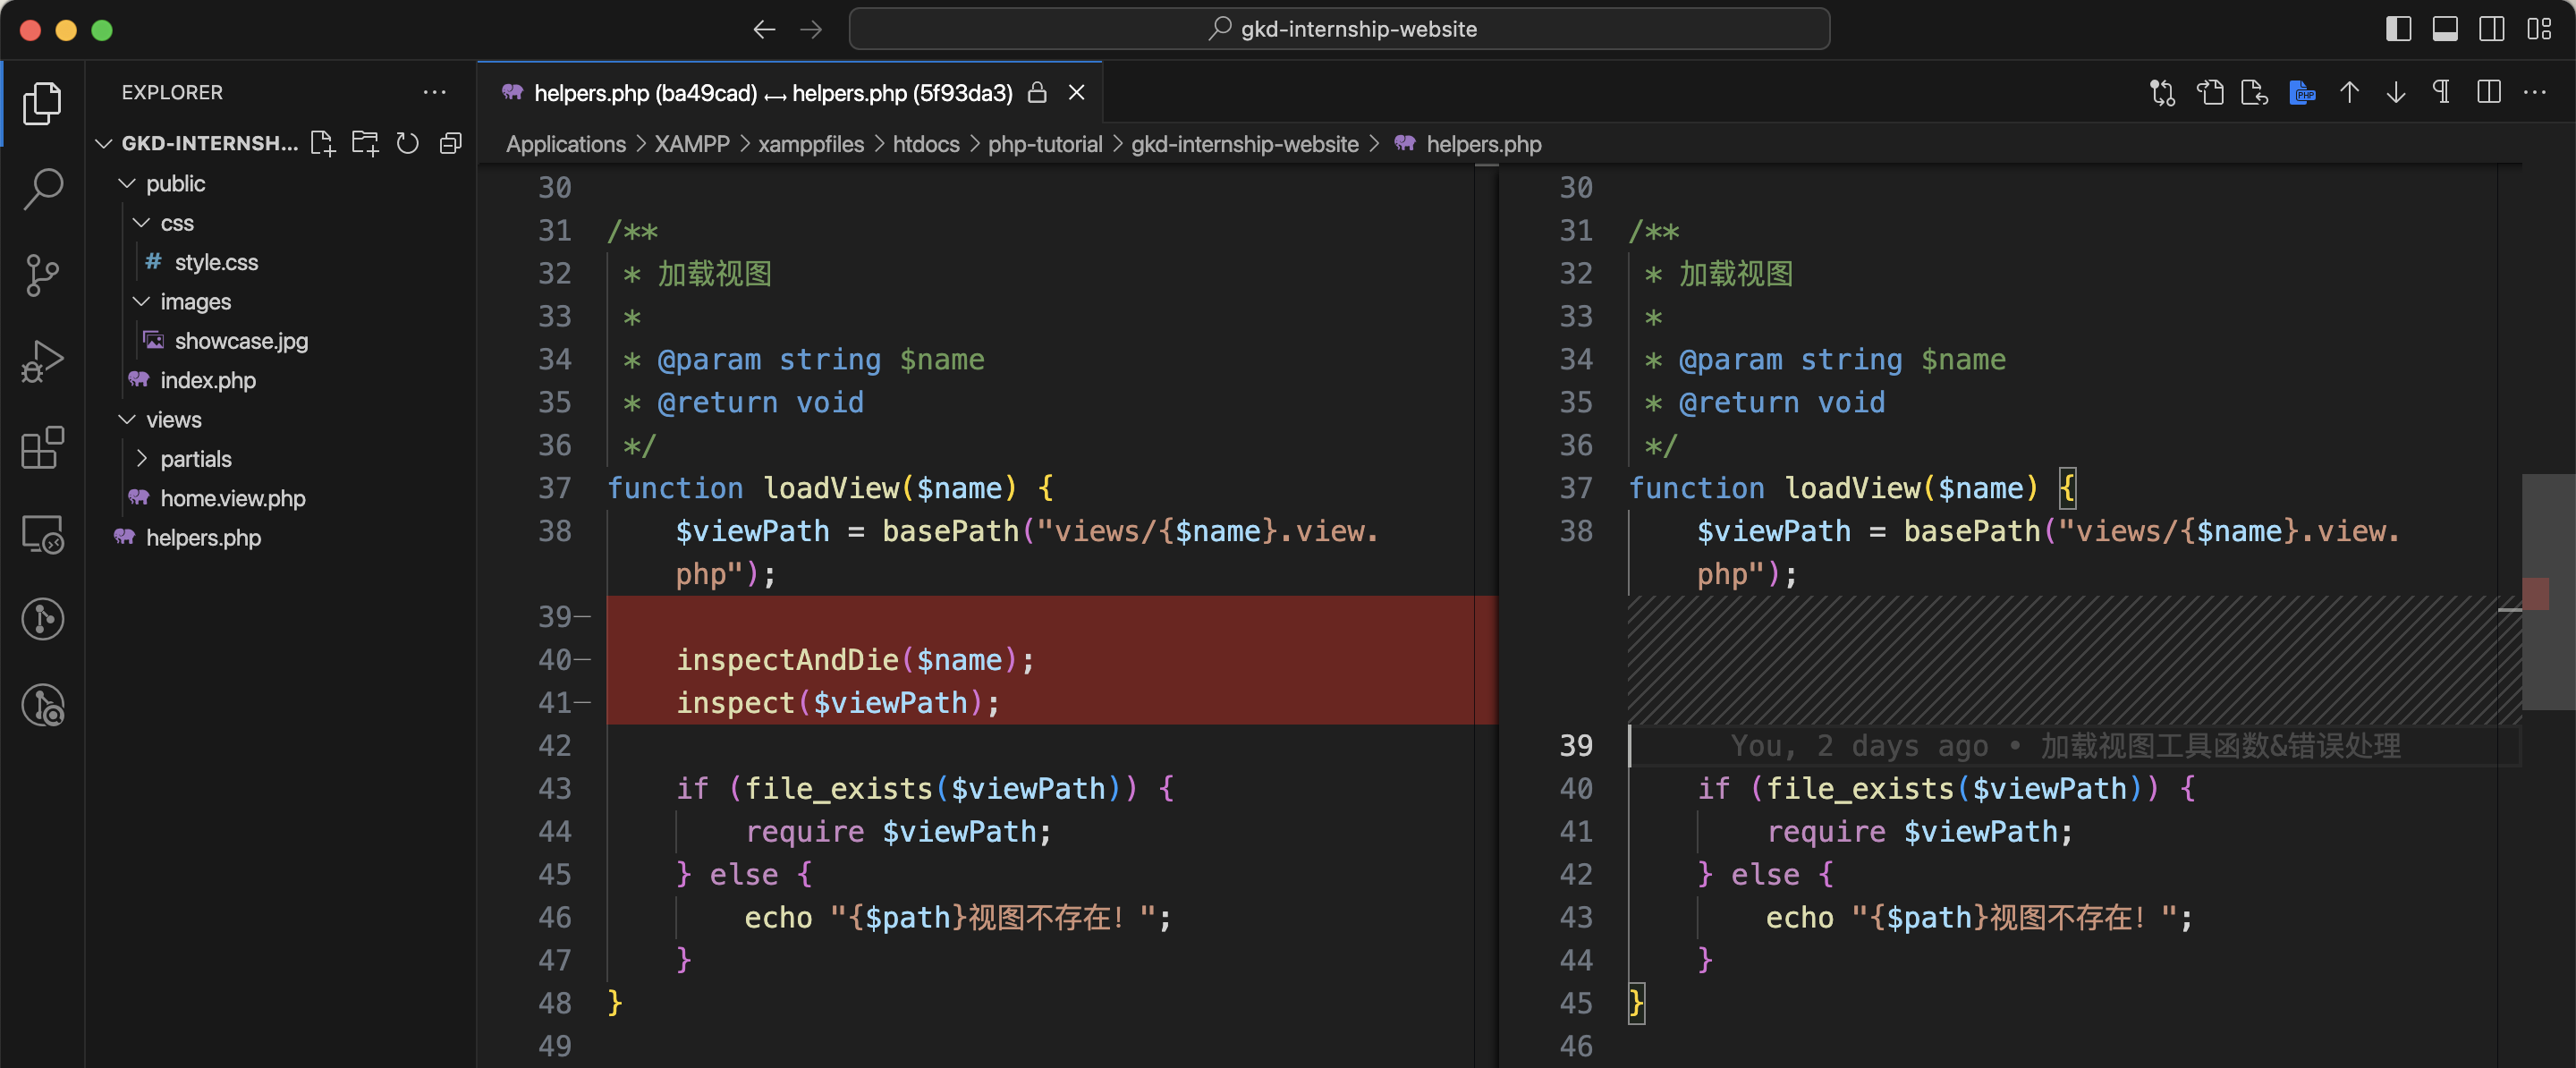 gkd-internship-website
EXPLORER
GKD-INTERNSH...
public
css
# style.css
images
showcase.jpg
index.php
views
partials
home.view.php
helpers.php
helpers.php (ba49cad) ↔ helpers.php (5f93da3)
PHP
Applications > XAMPP > xamppfiles > htdocs > php-tutorial > gkd-internship-website > helpers.php
30
31 /**
32 * 加载视图
33 *
34 * @param string $name
35 * @return void
36 */
37 function loadView($name) {
38 $viewPath = basePath("views/{$name}.view.
php");
39—
40— inspectAndDie($name);
41— inspect($viewPath);
42
43 if (file_exists($viewPath)) {
44 require $viewPath;
45 } else {
46 echo "{$path}视图不存在！";
47 }
48 }
49
30
31 /**
32 * 加载视图
33 *
34 * @param string $name
35 * @return void
36 */
37 function loadView($name) {
38 $viewPath = basePath("views/{$name}.view.
php");
39 You, 2 days ago • 加载视图工具函数&错误处理
40 if (file_exists($viewPath)) {
41 require $viewPath;
42 } else {
43 echo "{$path}视图不存在！";
44 }
45 }
46